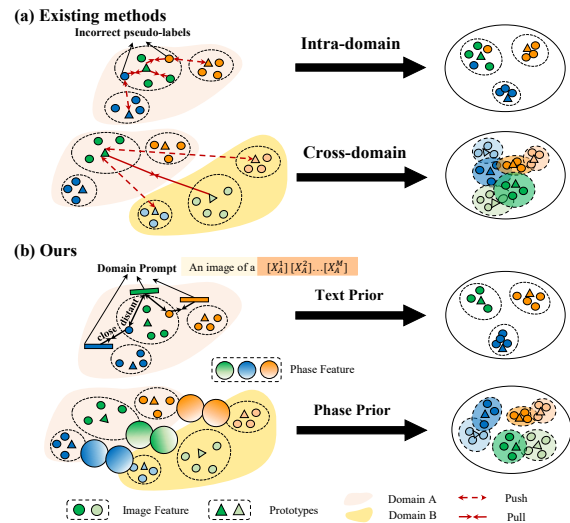 (a) Existing methods
Incorrect pseudo-labels
Intra-domain
Cross-domain
(b) Ours
An image of a [X_A^1] [X_A^2]…[X_A^M]
Domain Prompt
close
distant
Text Prior
Phase Feature
Phase Prior
Image Feature
Prototypes
Domain A
Domain B
Push
Pull